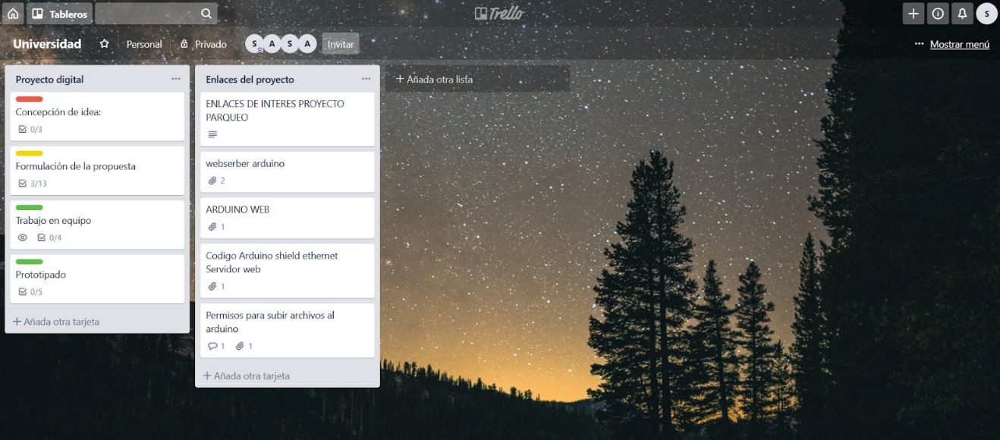 Tableros
Trello
S
Universidad
Personal
Privado
S A S A
Invitar
··· Mostrar menú
Proyecto digital
Concepción de idea:
0/3
Formulación de la propuesta
3/13
Trabajo en equipo
0/4
Prototipado
0/5
+ Añada otra tarjeta
Enlaces del proyecto
ENLACES DE INTERES PROYECTO
PARQUEO
webserber arduino
2
ARDUINO WEB
1
Codigo Arduino shield ethernet
Servidor web
1
Permisos para subir archivos al
arduino
1 1
+ Añada otra tarjeta
+ Añada otra lista